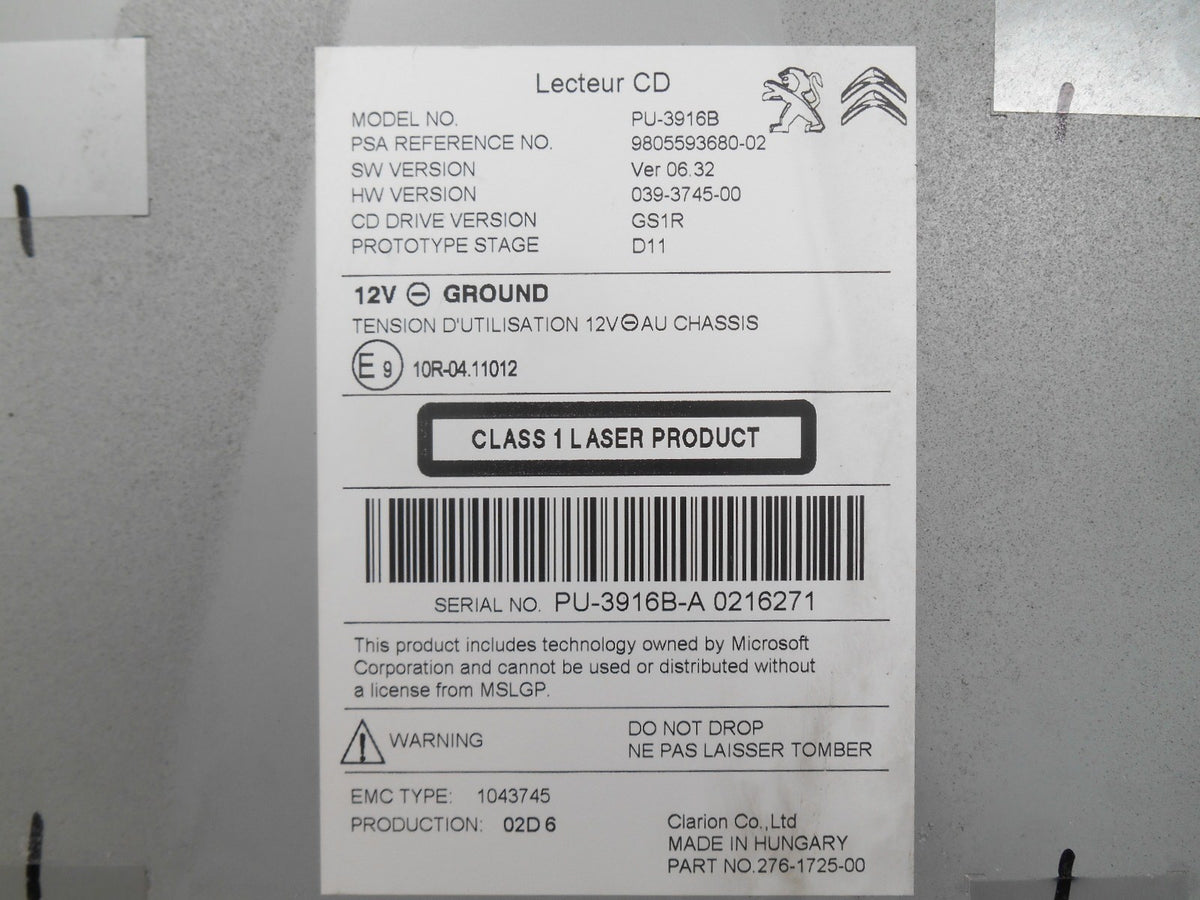 Lecteur CD
MODEL NO. PU-3916B
PSA REFERENCE NO. 9805593680-02
SW VERSION Ver 06.32
HW VERSION 039-3745-00
CD DRIVE VERSION GS1R
PROTOTYPE STAGE D11
12V ⊖ GROUND
TENSION D'UTILISATION 12V⊖AU CHASSIS
E9 10R-04.11012
CLASS 1 LASER PRODUCT
SERIAL NO. PU-3916B-A 0216271
This product includes technology owned by Microsoft
Corporation and cannot be used or distributed without
a license from MSLGP.
WARNING DO NOT DROP
NE PAS LAISSER TOMBER
EMC TYPE: 1043745
PRODUCTION: 02D 6
Clarion Co.,Ltd
MADE IN HUNGARY
PART NO.276-1725-00